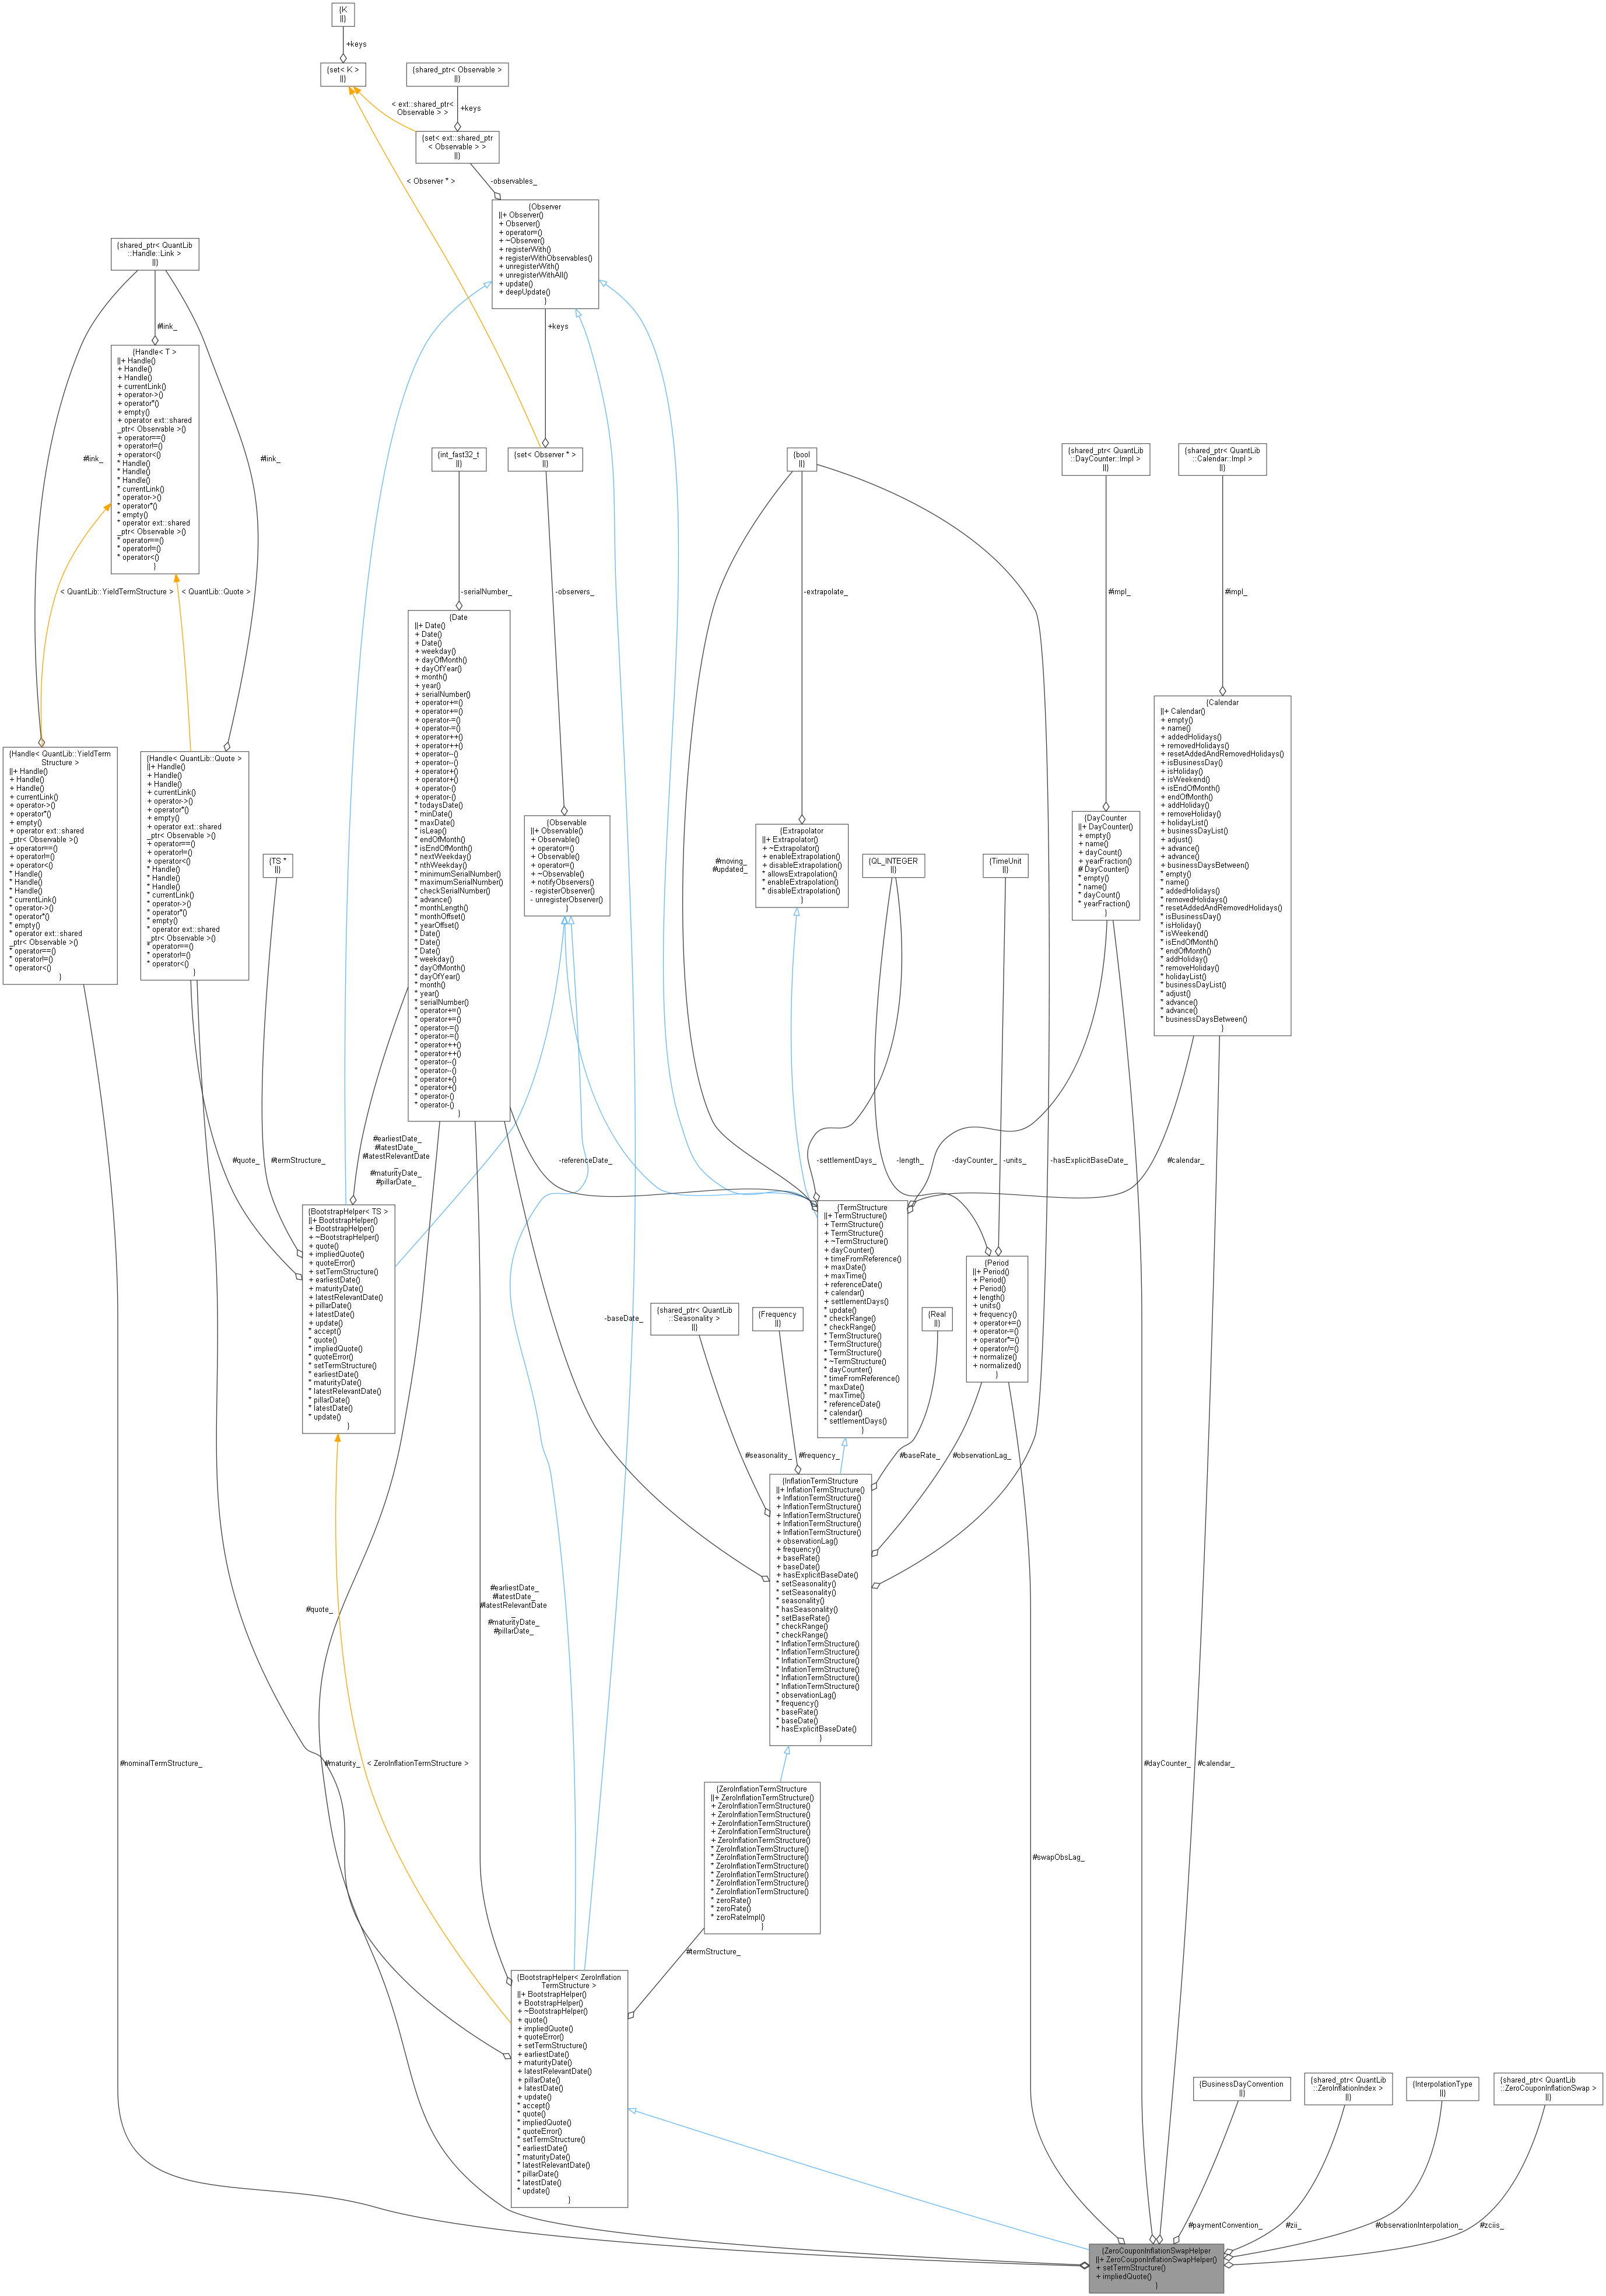 {K
||}
+keys
{set< K >
||}
{shared_ptr< Observable >
||}
< ext::shared_ptr<
Observable > >
+keys
{set< ext::shared_ptr
< Observable > >
||}
< Observer * >
-observables_
{Observer
||+ Observer()
+ Observer()
+ operator=()
+ ~Observer()
+ registerWith()
+ registerWithObservables()
+ unregisterWith()
+ unregisterWithAll()
+ update()
+ deepUpdate()
}
{shared_ptr< QuantLib
::Handle::Link >
||}
#link_
+keys
{Handle< T >
||+ Handle()
+ Handle()
+ Handle()
+ currentLink()
+ operator->()
+ operator*()
+ empty()
+ operator ext::shared
_ptr< Observable >()
+ operator==()
+ operator!=()
+ operator<()
* Handle()
* Handle()
* Handle()
* currentLink()
* operator->()
* operator*()
* empty()
* operator ext::shared
_ptr< Observable >()
* operator==()
* operator!=()
* operator<()
}
#link_
#link_
{int_fast32_t
||}
{set< Observer * >
||}
{bool
||}
{shared_ptr< QuantLib
::DayCounter::Impl >
||}
{shared_ptr< QuantLib
::Calendar::Impl >
||}
< QuantLib::YieldTermStructure >
< QuantLib::Quote >
-serialNumber_
-observers_
-extrapolate_
#impl_
#impl_
{Date
||+ Date()
+ Date()
+ Date()
+ weekday()
+ dayOfMonth()
+ dayOfYear()
+ month()
+ year()
+ serialNumber()
+ operator+=()
+ operator+=()
+ operator-=()
+ operator-=()
+ operator++()
+ operator++()
+ operator--()
+ operator--()
+ operator+()
+ operator+()
+ operator-()
+ operator-()
* todaysDate()
* minDate()
* maxDate()
* isLeap()
* endOfMonth()
* isEndOfMonth()
* nextWeekday()
* nthWeekday()
* minimumSerialNumber()
* maximumSerialNumber()
* checkSerialNumber()
* advance()
* monthLength()
* monthOffset()
* yearOffset()
* Date()
* Date()
* Date()
* weekday()
* dayOfMonth()
* dayOfYear()
* month()
* year()
* serialNumber()
* operator+=()
* operator+=()
* operator-=()
* operator-=()
* operator++()
* operator++()
* operator--()
* operator--()
* operator+()
* operator+()
* operator-()
* operator-()
}
{Calendar
||+ Calendar()
+ empty()
+ name()
+ addedHolidays()
+ removedHolidays()
+ resetAddedAndRemovedHolidays()
+ isBusinessDay()
+ isHoliday()
+ isWeekend()
+ isEndOfMonth()
+ endOfMonth()
+ addHoliday()
+ removeHoliday()
+ holidayList()
+ businessDayList()
+ adjust()
+ advance()
+ advance()
+ businessDaysBetween()
* empty()
* name()
* addedHolidays()
* removedHolidays()
* resetAddedAndRemovedHolidays()
* isBusinessDay()
* isHoliday()
* isWeekend()
* isEndOfMonth()
* endOfMonth()
* addHoliday()
* removeHoliday()
* holidayList()
* businessDayList()
* adjust()
* advance()
* advance()
* businessDaysBetween()
}
{Handle< QuantLib::YieldTerm
Structure >
||+ Handle()
+ Handle()
+ Handle()
+ currentLink()
+ operator->()
+ operator*()
+ empty()
+ operator ext::shared
_ptr< Observable >()
+ operator==()
+ operator!=()
+ operator<()
* Handle()
* Handle()
* Handle()
* currentLink()
* operator->()
* operator*()
* empty()
* operator ext::shared
_ptr< Observable >()
* operator==()
* operator!=()
* operator<()
}
{Handle< QuantLib::Quote >
||+ Handle()
+ Handle()
+ Handle()
+ currentLink()
+ operator->()
+ operator*()
+ empty()
+ operator ext::shared
_ptr< Observable >()
+ operator==()
+ operator!=()
+ operator<()
* Handle()
* Handle()
* Handle()
* currentLink()
* operator->()
* operator*()
* empty()
* operator ext::shared
_ptr< Observable >()
* operator==()
* operator!=()
* operator<()
}
{TS *
||}
{Observable
||+ Observable()
+ Observable()
+ operator=()
+ Observable()
+ operator=()
+ ~Observable()
+ notifyObservers()
- registerObserver()
- unregisterObserver()
}
{Extrapolator
||+ Extrapolator()
+ ~Extrapolator()
+ enableExtrapolation()
+ disableExtrapolation()
* allowsExtrapolation()
* enableExtrapolation()
* disableExtrapolation()
}
{DayCounter
||+ DayCounter()
+ empty()
+ name()
+ dayCount()
+ yearFraction()
# DayCounter()
* empty()
* name()
* dayCount()
* yearFraction()
}
#moving_
#updated_
{QL_INTEGER
||}
{TimeUnit
||}
#quote_
#termStructure_
#earliestDate_
#latestDate_
#latestRelevantDate
_
#maturityDate_
#pillarDate_
-referenceDate_
-settlementDays_
-length_
-dayCounter_
-units_
-hasExplicitBaseDate_
#calendar_
{BootstrapHelper< TS >
||+ BootstrapHelper()
+ BootstrapHelper()
+ ~BootstrapHelper()
+ quote()
+ impliedQuote()
+ quoteError()
+ setTermStructure()
+ earliestDate()
+ maturityDate()
+ latestRelevantDate()
+ pillarDate()
+ latestDate()
+ update()
* accept()
* quote()
* impliedQuote()
* quoteError()
* setTermStructure()
* earliestDate()
* maturityDate()
* latestRelevantDate()
* pillarDate()
* latestDate()
* update()
}
{TermStructure
||+ TermStructure()
+ TermStructure()
+ TermStructure()
+ ~TermStructure()
+ dayCounter()
+ timeFromReference()
+ maxDate()
+ maxTime()
+ referenceDate()
+ calendar()
+ settlementDays()
* update()
* checkRange()
* checkRange()
* TermStructure()
* TermStructure()
* TermStructure()
* ~TermStructure()
* dayCounter()
* timeFromReference()
* maxDate()
* maxTime()
* referenceDate()
* calendar()
* settlementDays()
}
{Period
||+ Period()
+ Period()
+ Period()
+ length()
+ units()
+ frequency()
+ operator+=()
+ operator-=()
+ operator*=()
+ operator/=()
+ normalize()
+ normalized()
}
-baseDate_
{shared_ptr< QuantLib
::Seasonality >
||}
{Frequency
||}
{Real
||}
#seasonality_
#frequency_
#baseRate_
#observationLag_
{InflationTermStructure
||+ InflationTermStructure()
+ InflationTermStructure()
+ InflationTermStructure()
+ InflationTermStructure()
+ InflationTermStructure()
+ InflationTermStructure()
+ observationLag()
+ frequency()
+ baseRate()
+ baseDate()
+ hasExplicitBaseDate()
* setSeasonality()
* setSeasonality()
* seasonality()
* hasSeasonality()
* setBaseRate()
* checkRange()
* checkRange()
* InflationTermStructure()
* InflationTermStructure()
* InflationTermStructure()
* InflationTermStructure()
* InflationTermStructure()
* InflationTermStructure()
* observationLag()
* frequency()
* baseRate()
* baseDate()
* hasExplicitBaseDate()
}
#quote_
#earliestDate_
#latestDate_
#latestRelevantDate
_
#maturityDate_
#pillarDate_
#nominalTermStructure_
#maturity_
< ZeroInflationTermStructure >
#dayCounter_
#calendar_
{ZeroInflationTermStructure
||+ ZeroInflationTermStructure()
+ ZeroInflationTermStructure()
+ ZeroInflationTermStructure()
+ ZeroInflationTermStructure()
+ ZeroInflationTermStructure()
+ ZeroInflationTermStructure()
* ZeroInflationTermStructure()
* ZeroInflationTermStructure()
* ZeroInflationTermStructure()
* ZeroInflationTermStructure()
* ZeroInflationTermStructure()
* ZeroInflationTermStructure()
* zeroRate()
* zeroRate()
* zeroRateImpl()
}
#swapObsLag_
#termStructure_
{BootstrapHelper< ZeroInflation
TermStructure >
||+ BootstrapHelper()
+ BootstrapHelper()
+ ~BootstrapHelper()
+ quote()
+ impliedQuote()
+ quoteError()
+ setTermStructure()
+ earliestDate()
+ maturityDate()
+ latestRelevantDate()
+ pillarDate()
+ latestDate()
+ update()
* accept()
* quote()
* impliedQuote()
* quoteError()
* setTermStructure()
* earliestDate()
* maturityDate()
* latestRelevantDate()
* pillarDate()
* latestDate()
* update()
}
{BusinessDayConvention
||}
{shared_ptr< QuantLib
::ZeroInflationIndex >
||}
{InterpolationType
||}
{shared_ptr< QuantLib
::ZeroCouponInflationSwap >
||}
#paymentConvention_
#zii_
#observationInterpolation_
#zciis_
{ZeroCouponInflationSwapHelper
||+ ZeroCouponInflationSwapHelper()
+ setTermStructure()
+ impliedQuote()
}